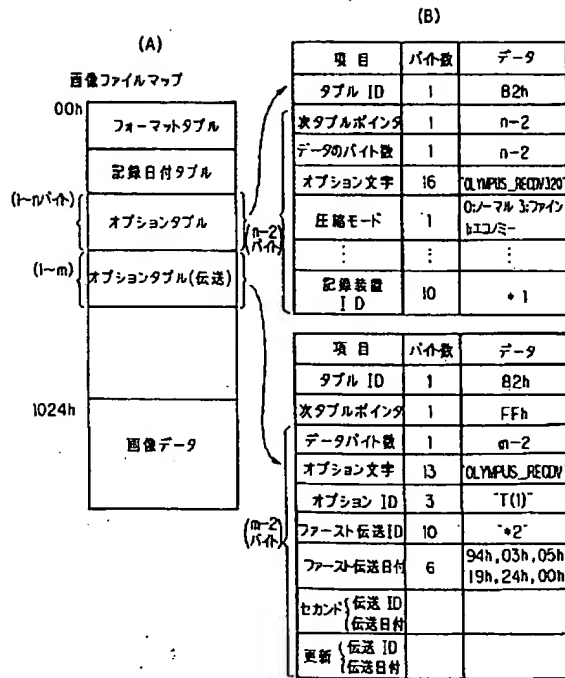 (A)
画像ファイルマップ
00h
フォーマットタブル
記録日付タブル
(1~nバイト)
オプションタブル
(1~m)
オプションタブル(伝送)
1024h
画像データ
(B)
項目 バイト数 データ
タブル ID 1 82h
次タブルポインタ 1 n-2
データのバイト数 1 n-2
オプション文字 16 "OLYMPUS_RECDV320"
圧縮モード 1 0:ノーマル 3:ファイン
1:エコノミー
⋮ ⋮ ⋮
記録装置
ID 10 *1
(n-2)
バイト
項目 バイト数 データ
タブル ID 1 82h
次タブルポインタ 1 FFh
データバイト数 1 m-2
オプション文字 13 "OLYMPUS_RECDV
オプション ID 3 "T(1)"
ファースト伝送ID 10 "*2"
ファースト伝送日付 6 94h,03h,05h
19h,24h,00h
セカンド{伝送 ID
伝送日付
更新{伝送 ID
伝送日付
(m-2)
バイト